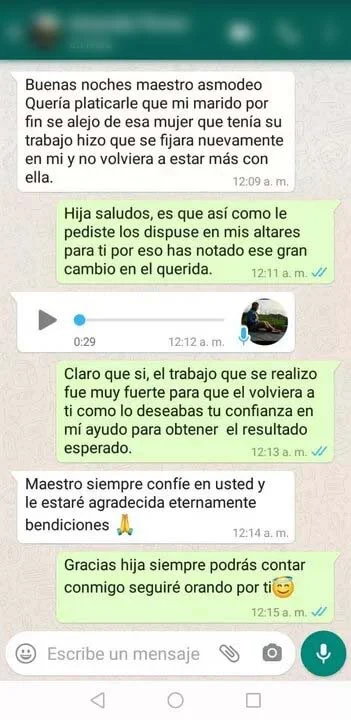 Buenas noches maestro asmodeo
Quería platicarle que mi marido por
fin se alejo de esa mujer que tenía su
trabajo hizo que se fijara nuevamente
en mi y no volviera a estar más con
ella.
12:09 a. m.
Hija saludos, es que así como le
pediste los dispuse en mis altares
para ti por eso has notado ese gran
cambio en el querida.
12:11 a. m.
0:29
12:12 a. m.
Claro que si, el trabajo que se realizo
fue muy fuerte para que el volviera a
ti como lo deseabas tu confianza en
mí ayudo para obtener el resultado
esperado.
12:13 a. m.
Maestro siempre confíe en usted y
le estaré agradecida eternamente
bendiciones 🙏
12:14 a. m.
Gracias hija siempre podrás contar
conmigo seguiré orando por ti😇
12:15 a. m.
Escribe un mensaje